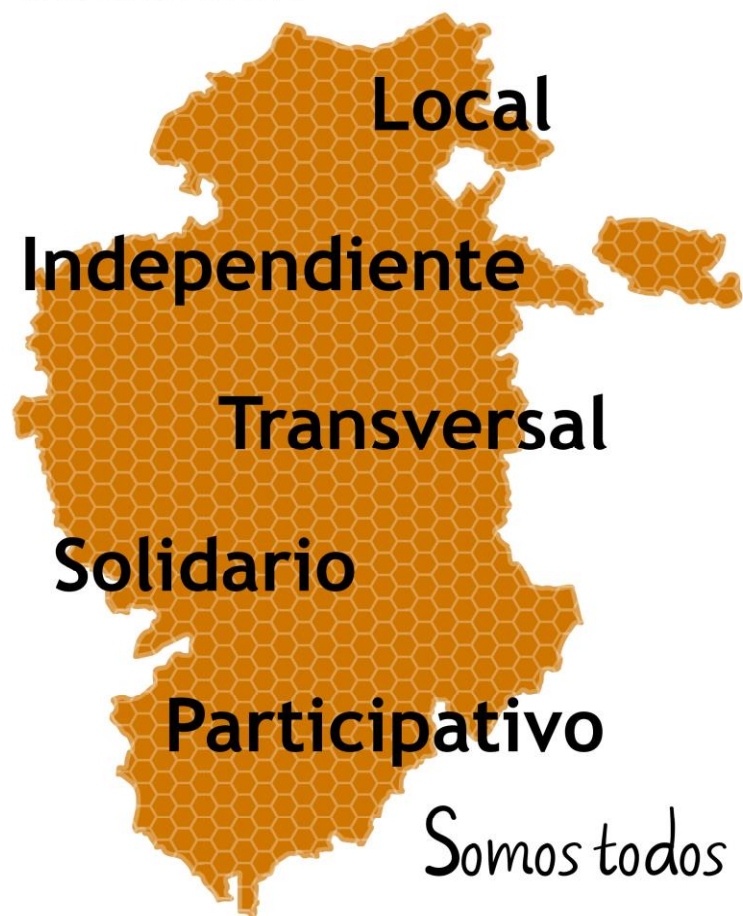 Local
Independiente
Transversal
Solidario
Participativo
Somos todos